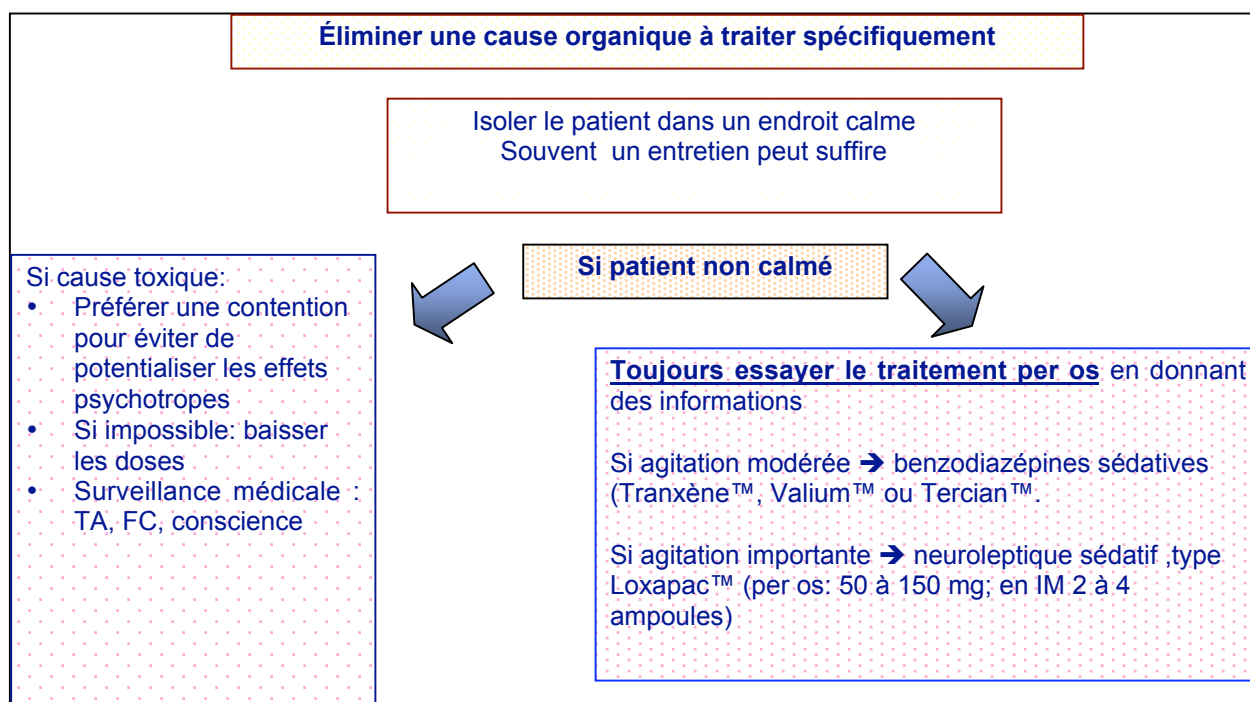 Éliminer une cause organique à traiter spécifiquement
Isoler le patient dans un endroit calme
Souvent un entretien peut suffire
Si patient non calmé
Si cause toxique:
• Préférer une contention
pour éviter de
potentialiser les effets
psychotropes
• Si impossible: baisser
les doses
• Surveillance médicale :
TA, FC, conscience
Toujours essayer le traitement per os en donnant
des informations
Si agitation modérée ➔ benzodiazépines sédatives
(Tranxène™, Valium™ ou Tercian™.
Si agitation importante ➔ neuroleptique sédatif ,type
Loxapac™ (per os: 50 à 150 mg; en IM 2 à 4
ampoules)